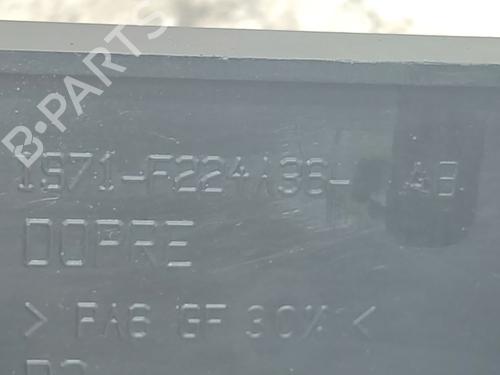 B-PARTS
1S71-F224A36- AB
DOPRE
> PA6 GF 30% <